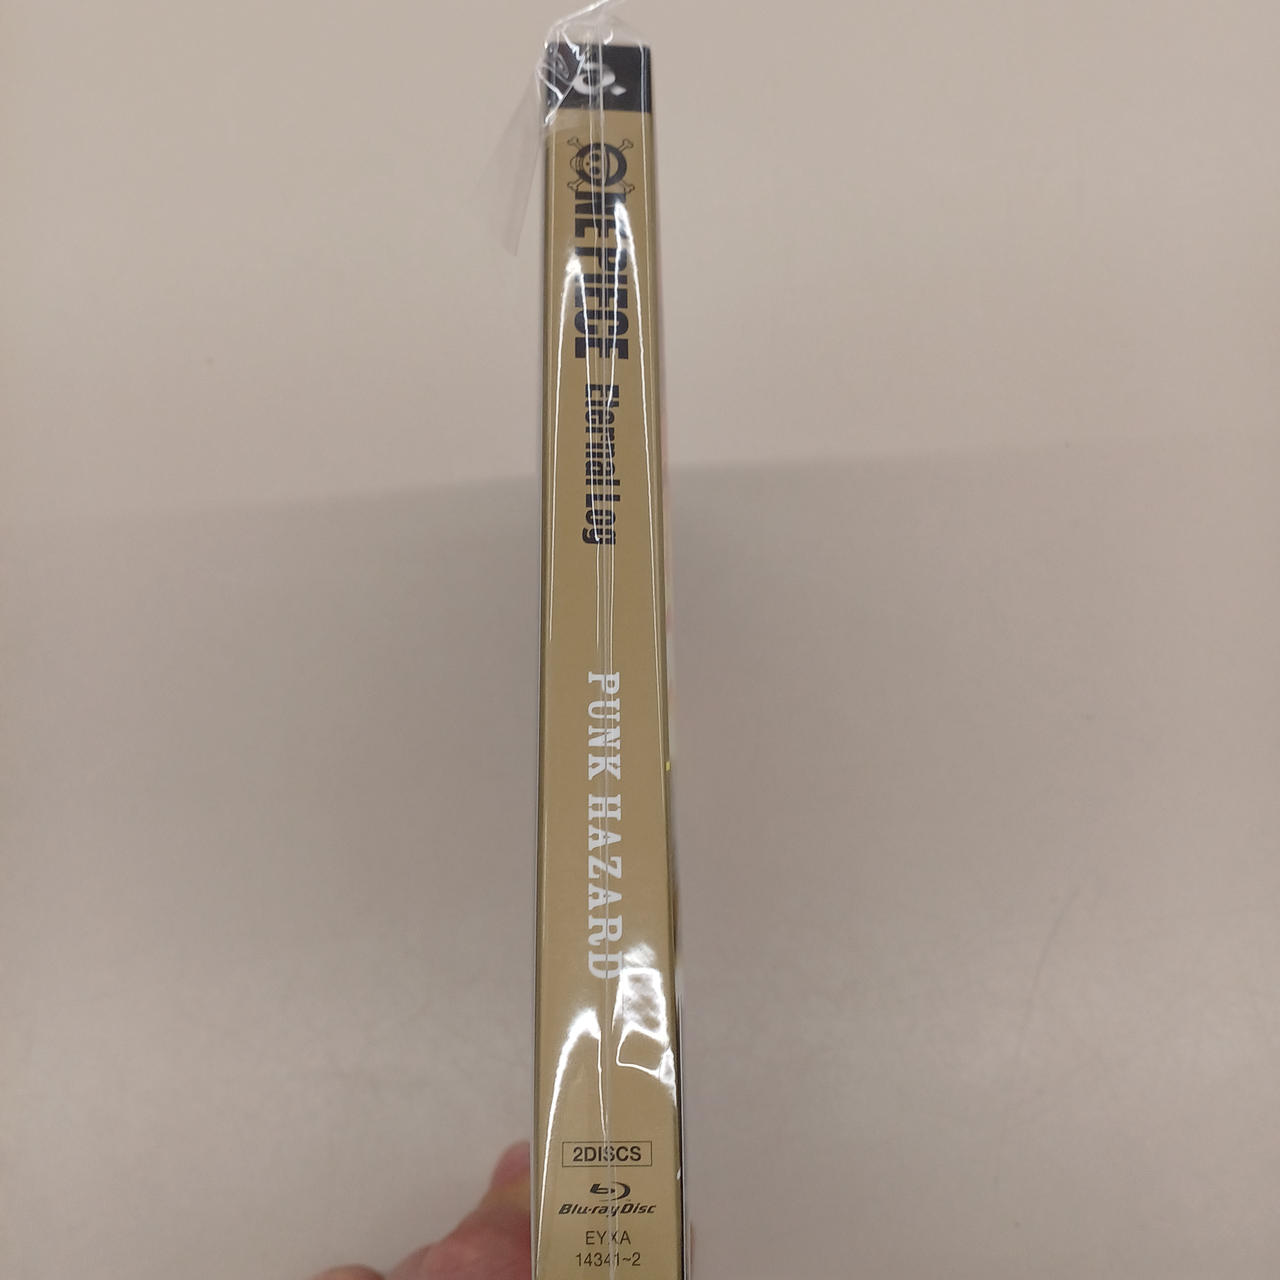 ONE PIECE
Eternal Log
PUNK HAZARD
2DISCS
Blu-ray Disc
EYXA
14341~2